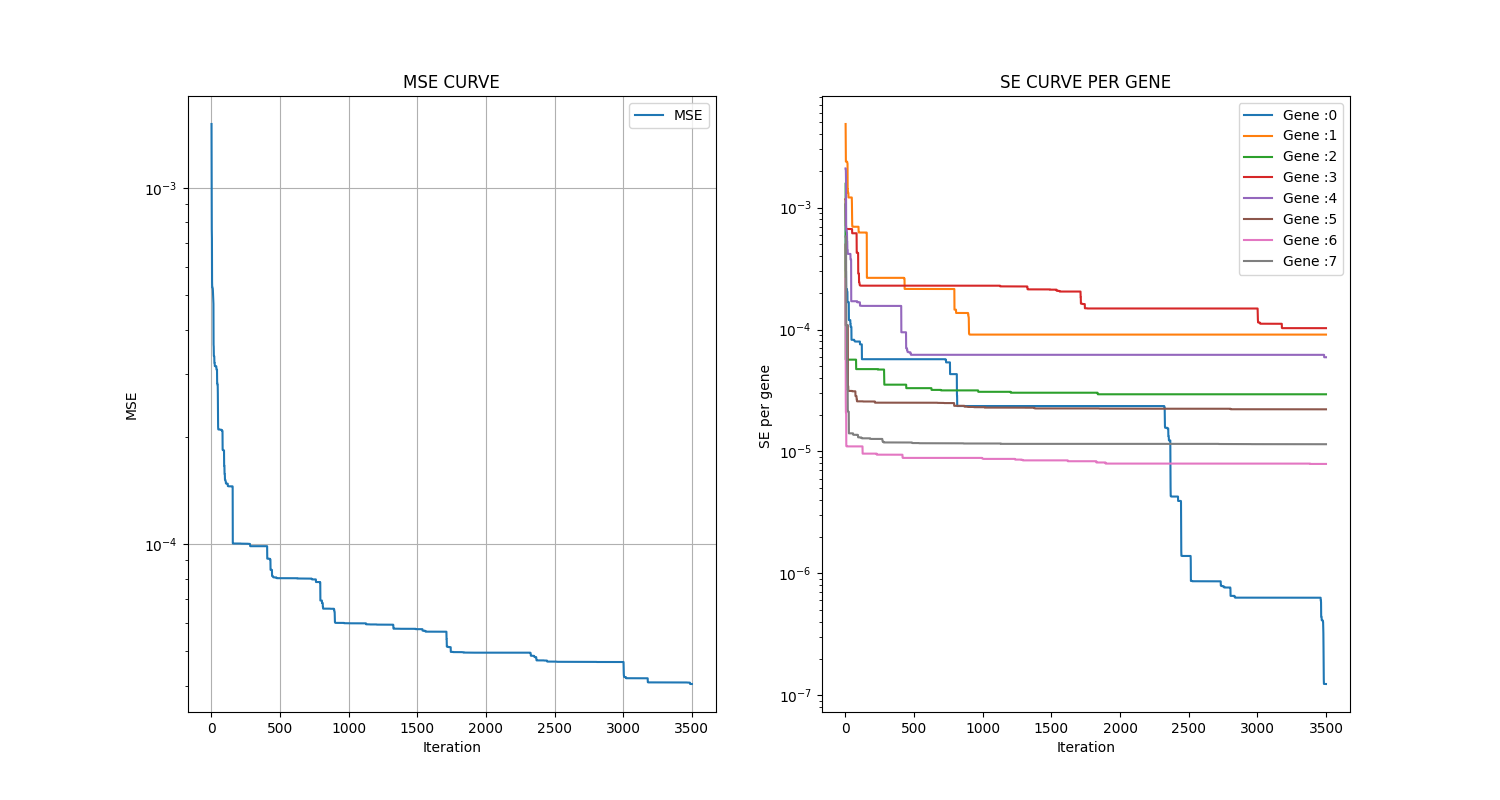 MSE CURVE
MSE
MSE
10⁻³
10⁻⁴
0 500 1000 1500 2000 2500 3000 3500
Iteration
SE CURVE PER GENE
Gene :0
Gene :1
Gene :2
Gene :3
Gene :4
Gene :5
Gene :6
Gene :7
SE per gene
10⁻³
10⁻⁴
10⁻⁵
10⁻⁶
10⁻⁷
0 500 1000 1500 2000 2500 3000 3500
Iteration